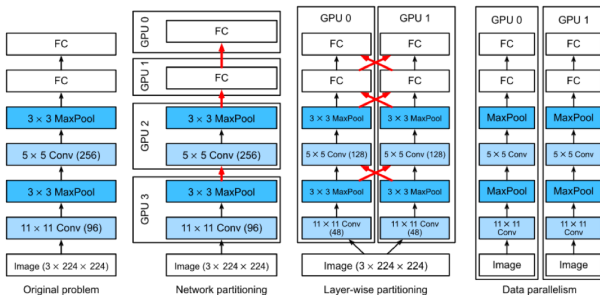 FC
FC
3 × 3 MaxPool
5 × 5 Conv (256)
3 × 3 MaxPool
11 × 11 Conv (96)
Image (3 × 224 × 224)
Original problem
GPU 0
FC
GPU 1
FC
GPU 2
3 × 3 MaxPool
5 × 5 Conv (256)
GPU 3
3 × 3 MaxPool
11 × 11 Conv (96)
Image (3 × 224 × 224)
Network partitioning
GPU 0
FC
FC
3 × 3 MaxPool
5 × 5 Conv (128)
3 × 3 MaxPool
11 × 11 Conv
(48)
GPU 1
FC
FC
3 × 3 MaxPool
5 × 5 Conv (128)
3 × 3 MaxPool
11 × 11 Conv
(48)
Image (3 × 224 × 224)
Layer-wise partitioning
GPU 0
FC
FC
MaxPool
5 × 5 Conv
MaxPool
11 × 11
Conv
Image
GPU 1
FC
FC
MaxPool
5 × 5 Conv
MaxPool
11 × 11
Conv
Image
Data parallelism